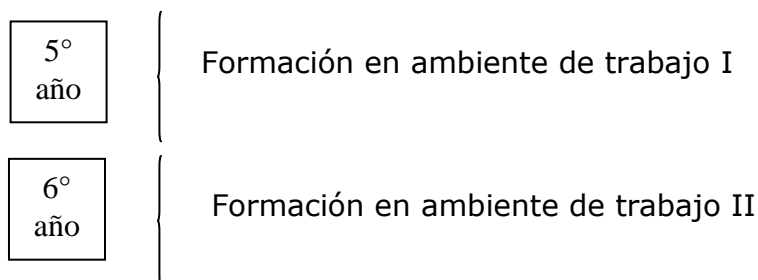 5°
año
Formación en ambiente de trabajo I
6°
año
Formación en ambiente de trabajo II